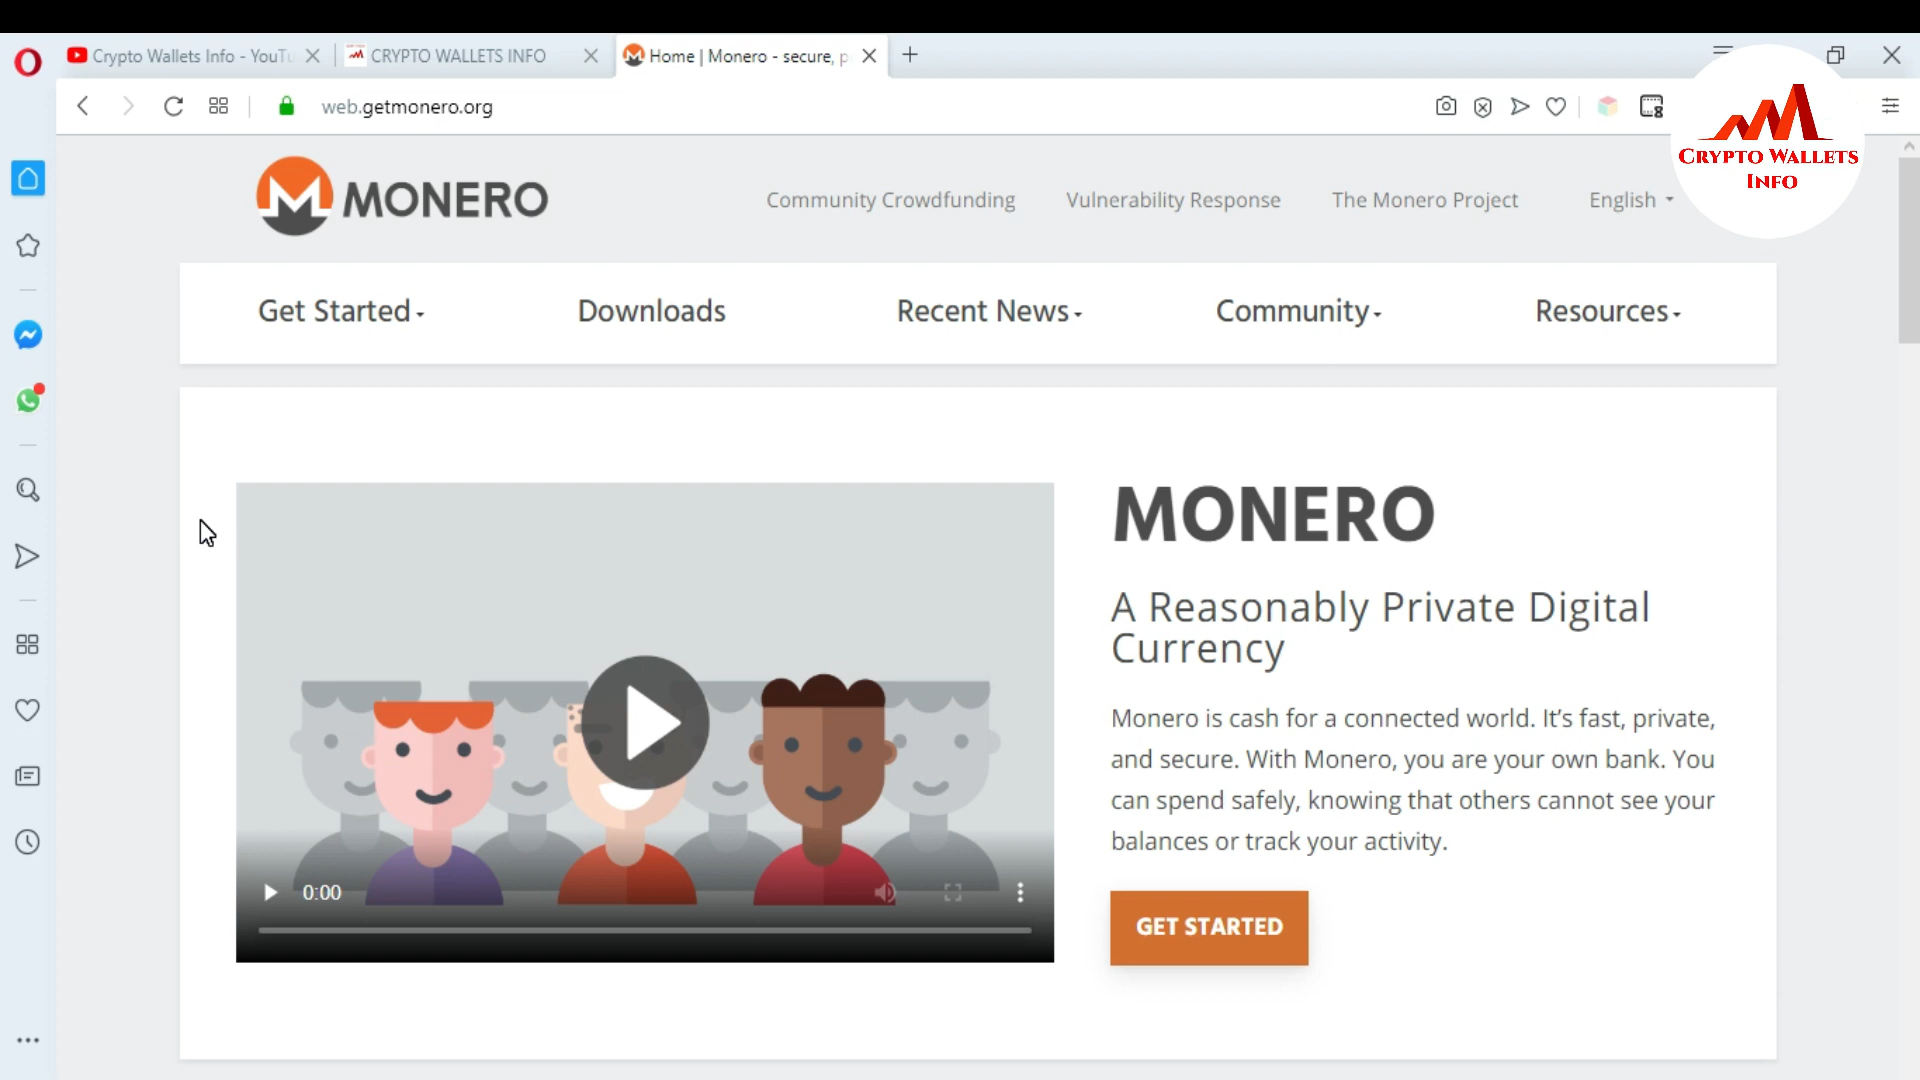 Crypto Wallets Info - YouTu
CRYPTO WALLETS INFO
Home | Monero - secure, p
web.getmonero.org
CRYPTO WALLETS
INFO
MONERO
Community Crowdfunding
Vulnerability Response
The Monero Project
English
Get Started
Downloads
Recent News
Community
Resources
MONERO
A Reasonably Private Digital
Currency
Monero is cash for a connected world. It’s fast, private,
and secure. With Monero, you are your own bank. You
can spend safely, knowing that others cannot see your
balances or track your activity.
0:00
GET STARTED